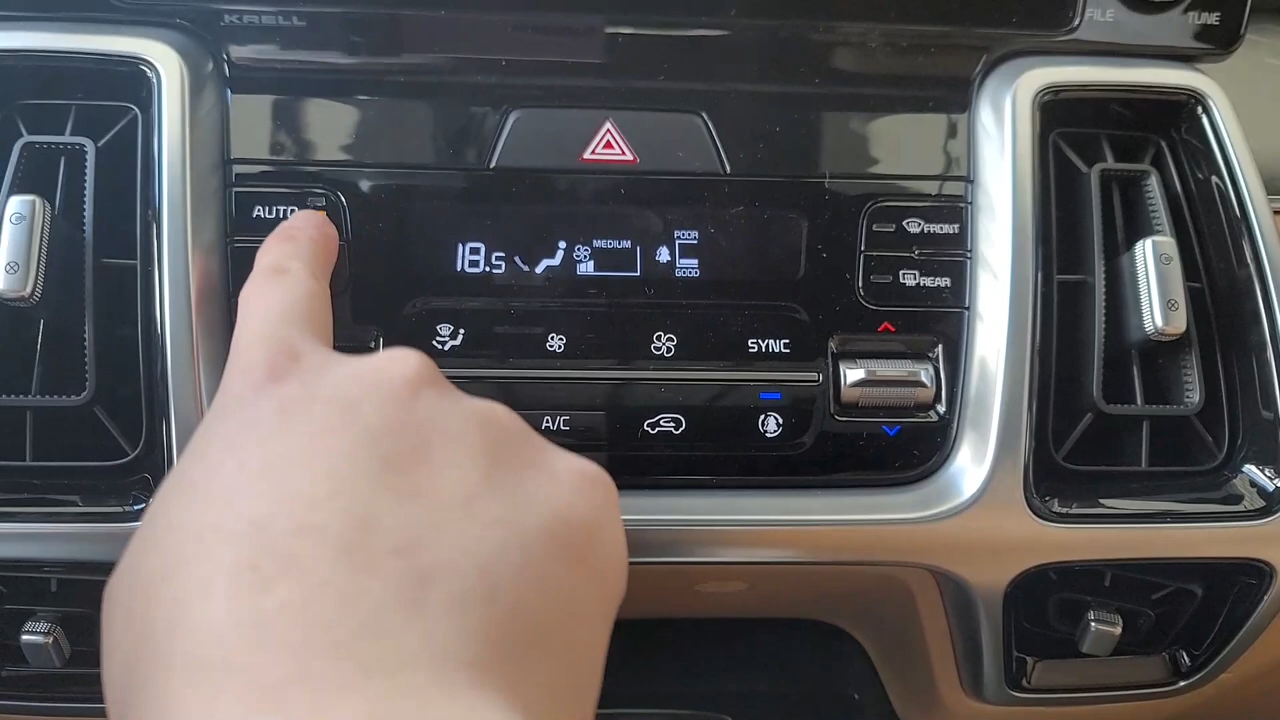 KRELL
FILE
TUNE
AUTO
FRONT
REAR
18.5
MEDIUM
POOR
GOOD
SYNC
A/C